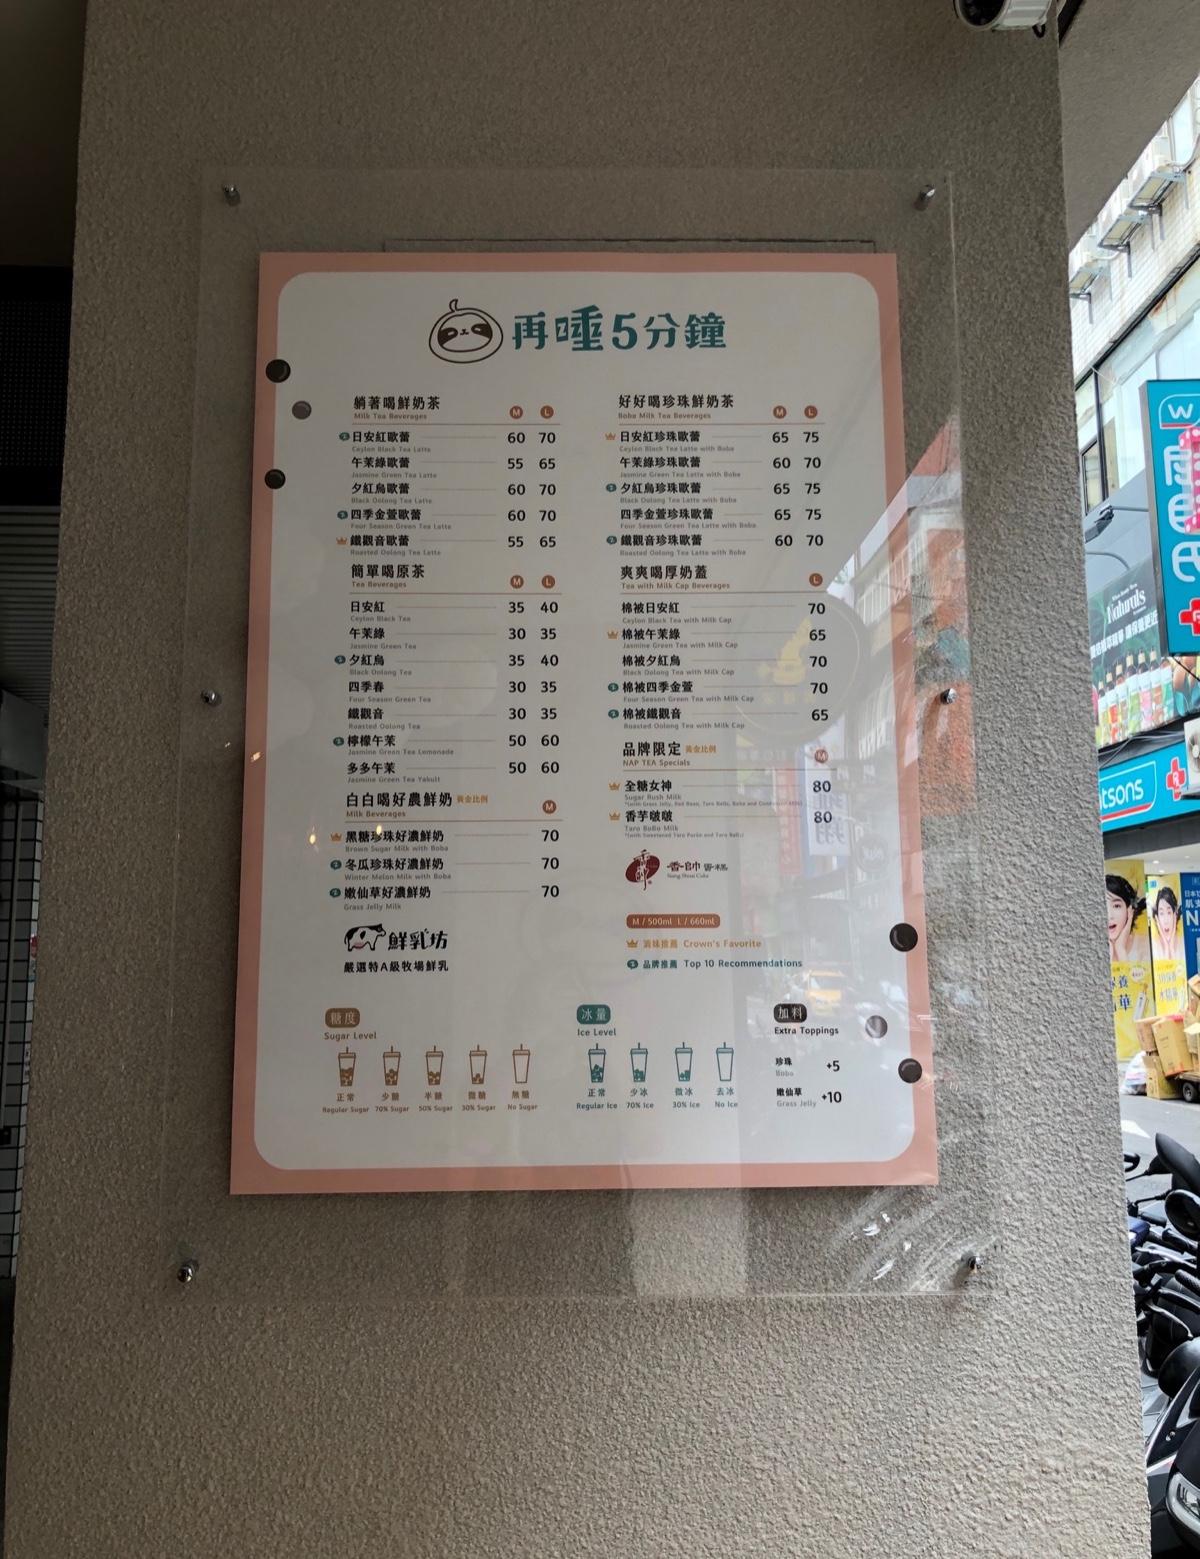 再睡5分鐘
躺著喝鮮奶茶 M L
Milk Tea Beverages
日安紅歐蕾 60 70
Ceylon Black Tea Latte
午茉綠歐蕾 55 65
Jasmine Green Tea Latte
夕紅烏歐蕾 60 70
Black Oolong Tea Latte
四季金萱歐蕾 60 70
Four Season Green Tea Latte
鐵觀音歐蕾 55 65
Roasted Oolong Tea Latte
簡單喝原茶 M L
Tea Beverages
日安紅 35 40
Ceylon Black Tea
午茉綠 30 35
Jasmine Green Tea
夕紅烏 35 40
Black Oolong Tea
四季春 30 35
Four Season Green Tea
鐵觀音 30 35
Roasted Oolong Tea
檸檬午茉 50 60
Jasmine Green Tea Lemonade
多多午茉 50 60
Jasmine Green Tea Yakult
白白喝好農鮮奶 黃金比例 M
Milk Beverages
黑糖珍珠好濃鮮奶 70
Brown Sugar Milk with Boba
冬瓜珍珠好濃鮮奶 70
Winter Melon Milk with Boba
嫩仙草好濃鮮奶 70
Grass Jelly Milk
鮮乳坊
嚴選特A級牧場鮮乳
好好喝珍珠鮮奶茶 M L
Boba Milk Tea Beverages
日安紅珍珠歐蕾 65 75
Ceylon Black Tea Latte with Boba
午茉綠珍珠歐蕾 60 70
Jasmine Green Tea Latte with Boba
夕紅烏珍珠歐蕾 65 75
Black Oolong Tea Latte with Boba
四季金萱珍珠歐蕾 65 75
Four Season Green Tea Latte with Boba
鐵觀音珍珠歐蕾 60 70
Roasted Oolong Tea Latte with Boba
爽爽喝厚奶蓋 L
Tea with Milk Cap Beverages
棉被日安紅 70
Ceylon Black Tea with Milk Cap
棉被午茉綠 65
Jasmine Green Tea with Milk Cap
棉被夕紅烏 70
Black Oolong Tea with Milk Cap
棉被四季金萱 70
Four Season Green Tea with Milk Cap
棉被鐵觀音 65
Roasted Oolong Tea with Milk Cap
品牌限定 黃金比例 M
NAP TEA Specials
全糖女神 80
Sugar Rush Milk
香芋啵啵 80
Taro BoBo Milk
香帥蛋糕
M / 500ml L / 660ml
Crown's Favorite
品牌推薦 Top 10 Recommendations
糖度
Sugar Level
正常 少糖 半糖 微糖 無糖
Regular Sugar 70% Sugar 50% Sugar 30% Sugar No Sugar
冰量
Ice Level
正常 少冰 微冰 去冰
Regular Ice 70% Ice 30% Ice No Ice
加料
Extra Toppings
珍珠 +5
Boba
嫩仙草 +10
Grass Jelly
W
Naturals
tsons